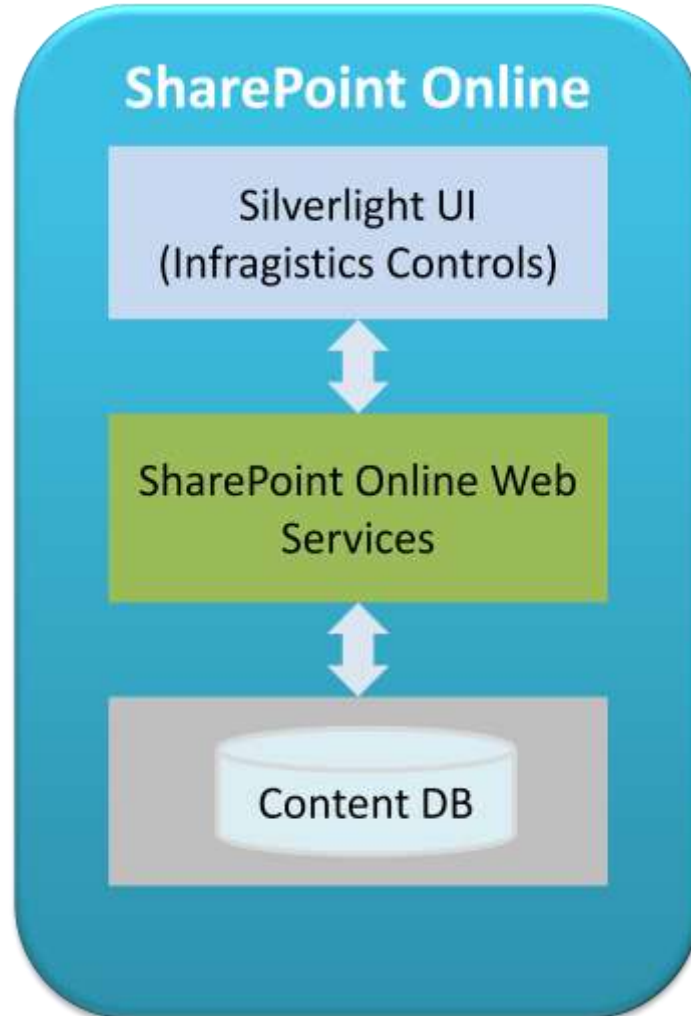 SharePoint Online
Silverlight UI
(Infragistics Controls)
SharePoint Online Web
Services
Content DB